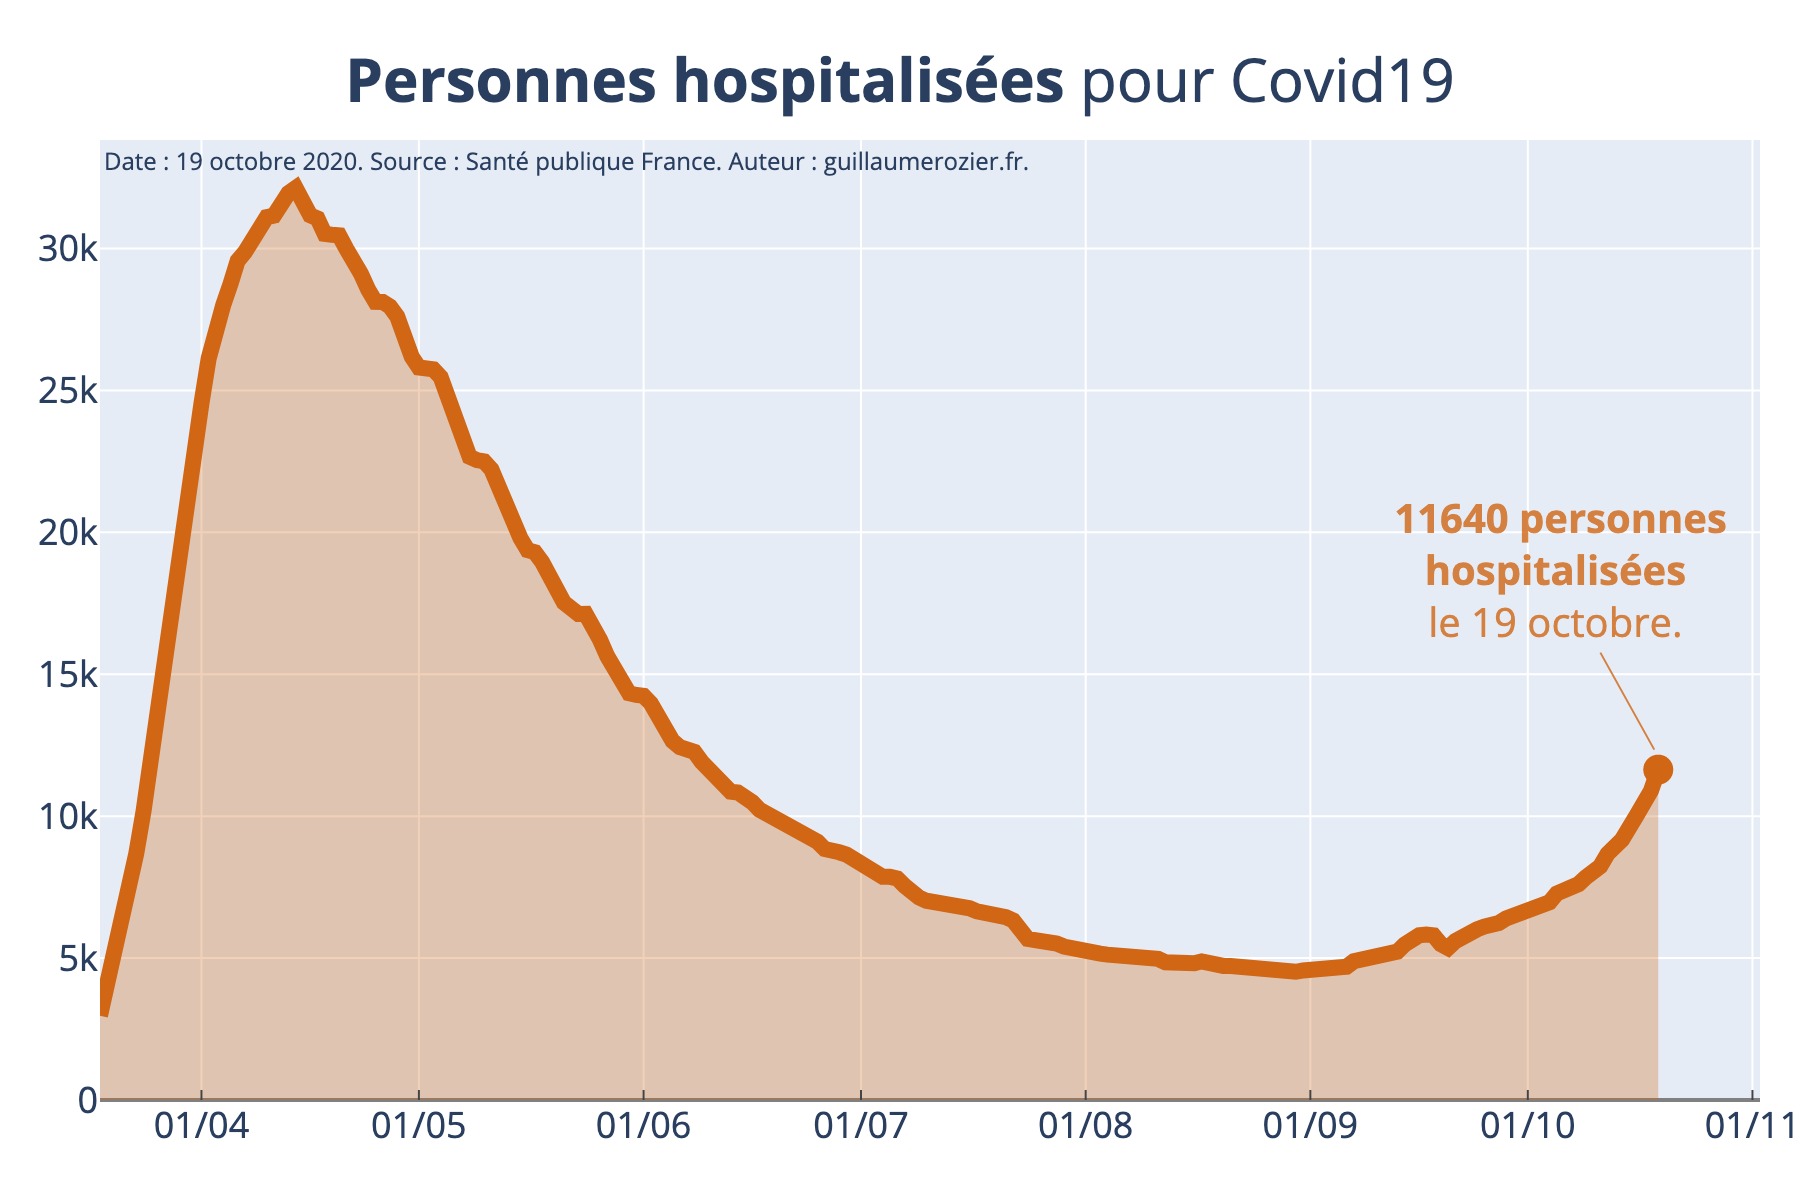 Personnes hospitalisées pour Covid19
Date : 19 octobre 2020. Source : Santé publique France. Auteur : guillaumerozier.fr.
30k
25k
20k
15k
10k
5k
0
11640 personnes
hospitalisées
le 19 octobre.
01/04 01/05 01/06 01/07 01/08 01/09 01/10 01/11